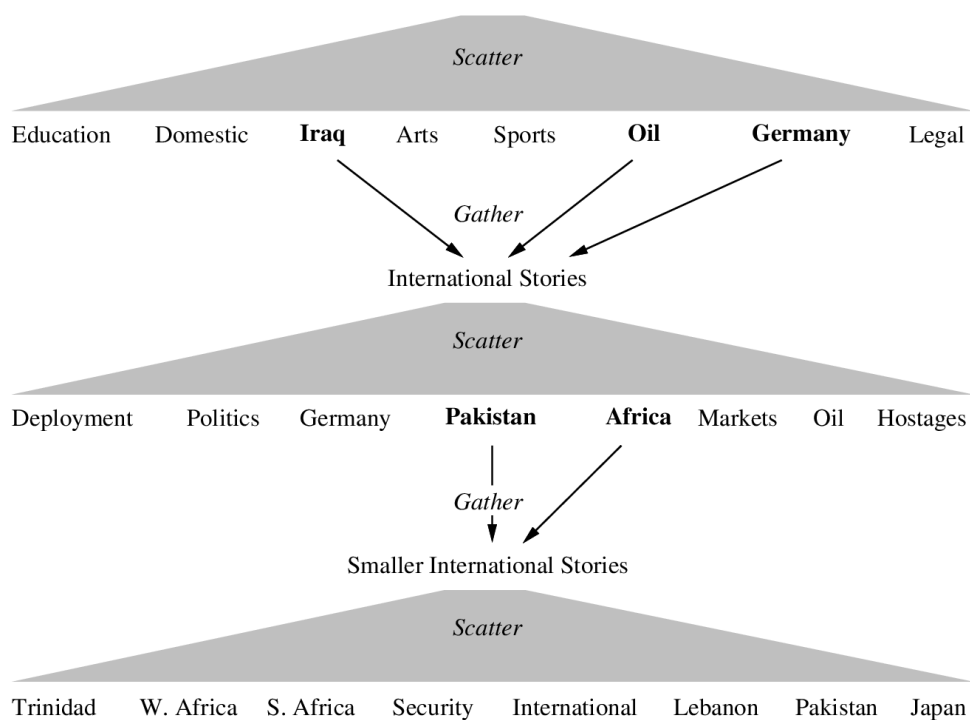 Scatter
Education Domestic Iraq Arts Sports Oil Germany Legal
Gather
International Stories
Scatter
Deployment Politics Germany Pakistan Africa Markets Oil Hostages
Gather
Smaller International Stories
Scatter
Trinidad W. Africa S. Africa Security International Lebanon Pakistan Japan